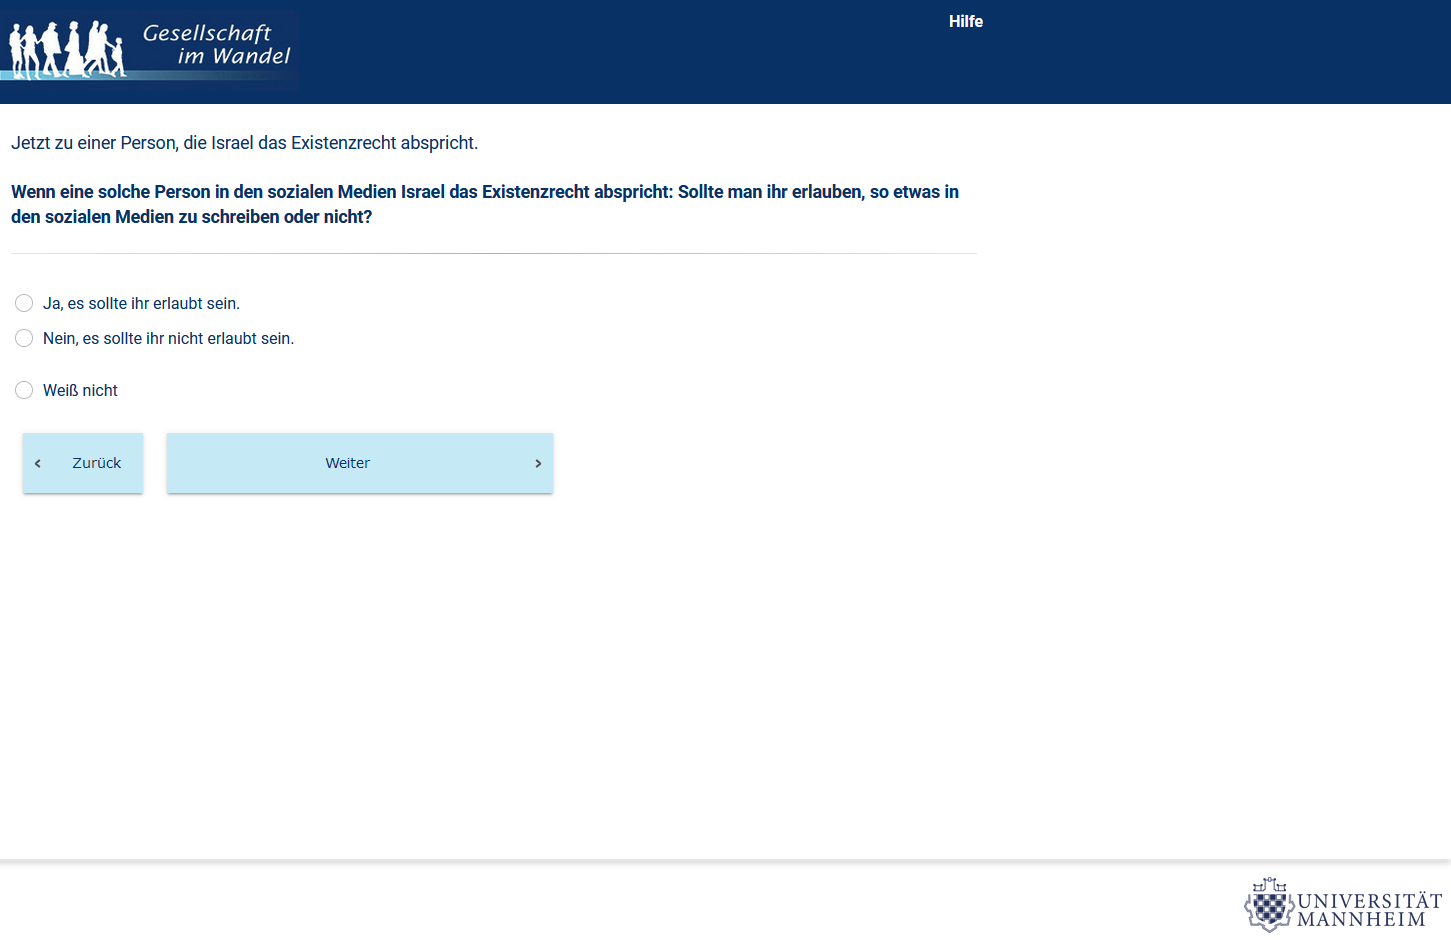 Gesellschaft
im Wandel
Hilfe
Jetzt zu einer Person, die Israel das Existenzrecht abspricht.
Wenn eine solche Person in den sozialen Medien Israel das Existenzrecht abspricht: Sollte man ihr erlauben, so etwas in
den sozialen Medien zu schreiben oder nicht?
Ja, es sollte ihr erlaubt sein.
Nein, es sollte ihr nicht erlaubt sein.
Weiß nicht
Zurück
Weiter
UNIVERSITÄT
MANNHEIM